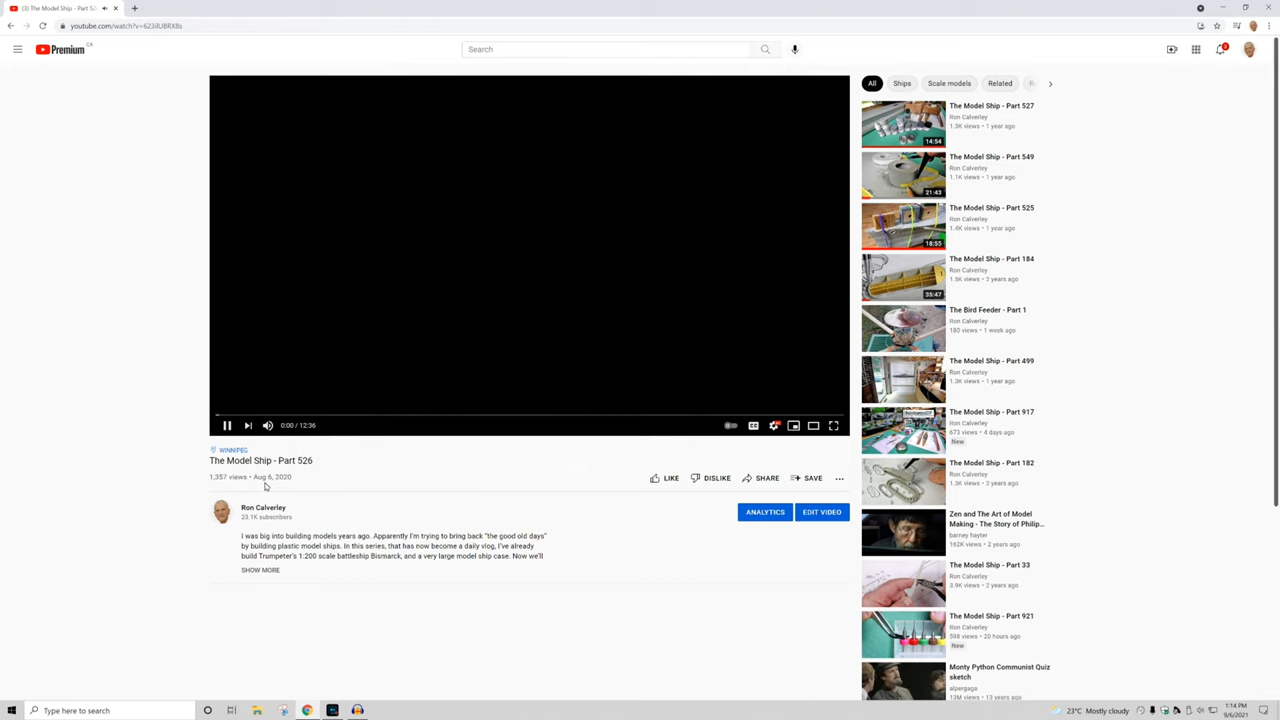 (3) The Model Ship - Part 52
youtube.com/watch?v=623ilUBRX8s
Premium CA
Search
3
All
Ships
Scale models
Related
The Model Ship - Part 527
Ron Calverley
1.3K views • 1 year ago
14:54
The Model Ship - Part 549
Ron Calverley
1.1K views • 1 year ago
21:43
The Model Ship - Part 525
Ron Calverley
1.4K views • 1 year ago
18:55
The Model Ship - Part 184
Ron Calverley
1.5K views • 2 years ago
35:47
The Bird Feeder - Part 1
Ron Calverley
180 views • 1 week ago
The Model Ship - Part 499
Ron Calverley
1.3K views • 1 year ago
The Model Ship - Part 917
Ron Calverley
673 views • 4 days ago
New
The Model Ship - Part 182
Ron Calverley
1.3K views • 2 years ago
Zen and The Art of Model
Making - The Story of Philip...
barney hayter
162K views • 2 years ago
The Model Ship - Part 33
Ron Calverley
3.9K views • 2 years ago
The Model Ship - Part 921
Ron Calverley
598 views • 20 hours ago
New
Monty Python Communist Quiz
sketch
alpergaga
13M views • 13 years ago
0:00 / 12:36
WINNIPEG
The Model Ship - Part 526
1,357 views • Aug 6, 2020
LIKE
DISLIKE
SHARE
SAVE
Ron Calverley
23.1K subscribers
ANALYTICS
EDIT VIDEO
I was big into building models years ago. Apparently I'm trying to bring back "the good old days"
by building plastic model ships. In this series, that has now become a daily vlog, I've already
build Trumpeter's 1:200 scale battleship Bismarck, and a very large model ship case. Now we'll
SHOW MORE
Type here to search
23°C Mostly cloudy
1:14 PM
9/6/2021